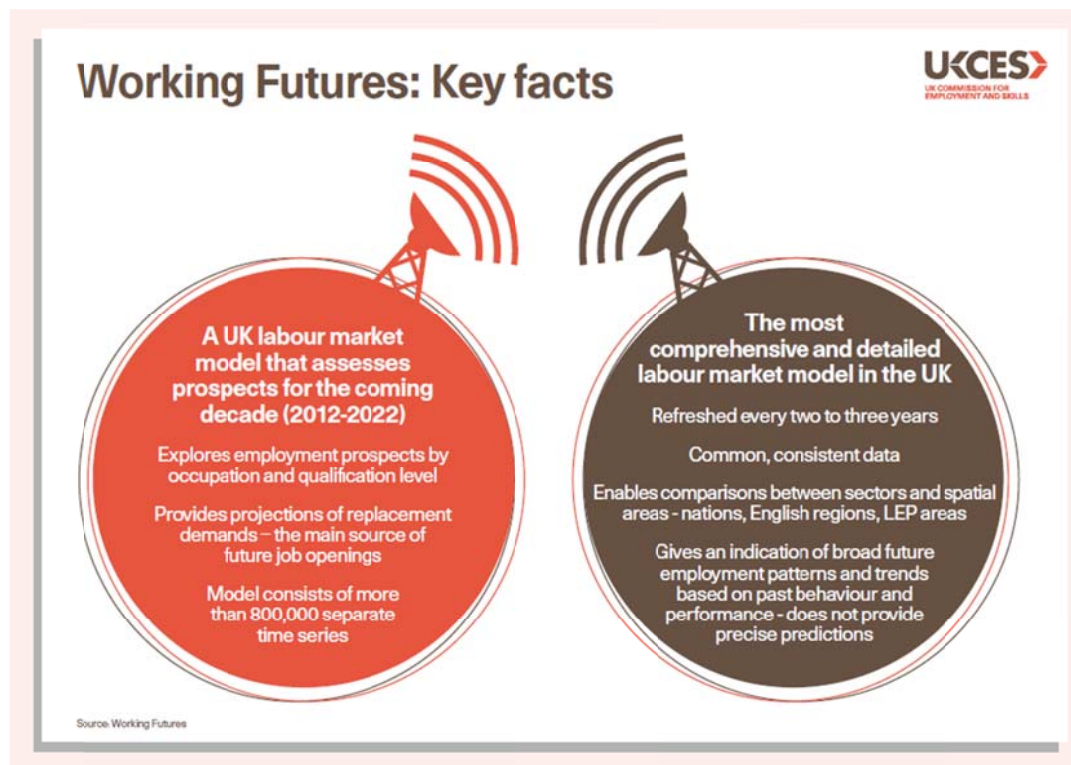 Working Futures: Key facts
UKCES
UK COMMISSION FOR
EMPLOYMENT AND SKILLS
A UK labour market
model that assesses
prospects for the coming
decade (2012-2022)
Explores employment prospects by
occupation and qualification level
Provides projections of replacement
demands – the main source of
future job openings
Model consists of more
than 800,000 separate
time series
The most
comprehensive and detailed
labour market model in the UK
Refreshed every two to three years
Common, consistent data
Enables comparisons between sectors and spatial
areas - nations, English regions, LEP areas
Gives an indication of broad future
employment patterns and trends
based on past behaviour and
performance - does not provide
precise predictions
Source: Working Futures